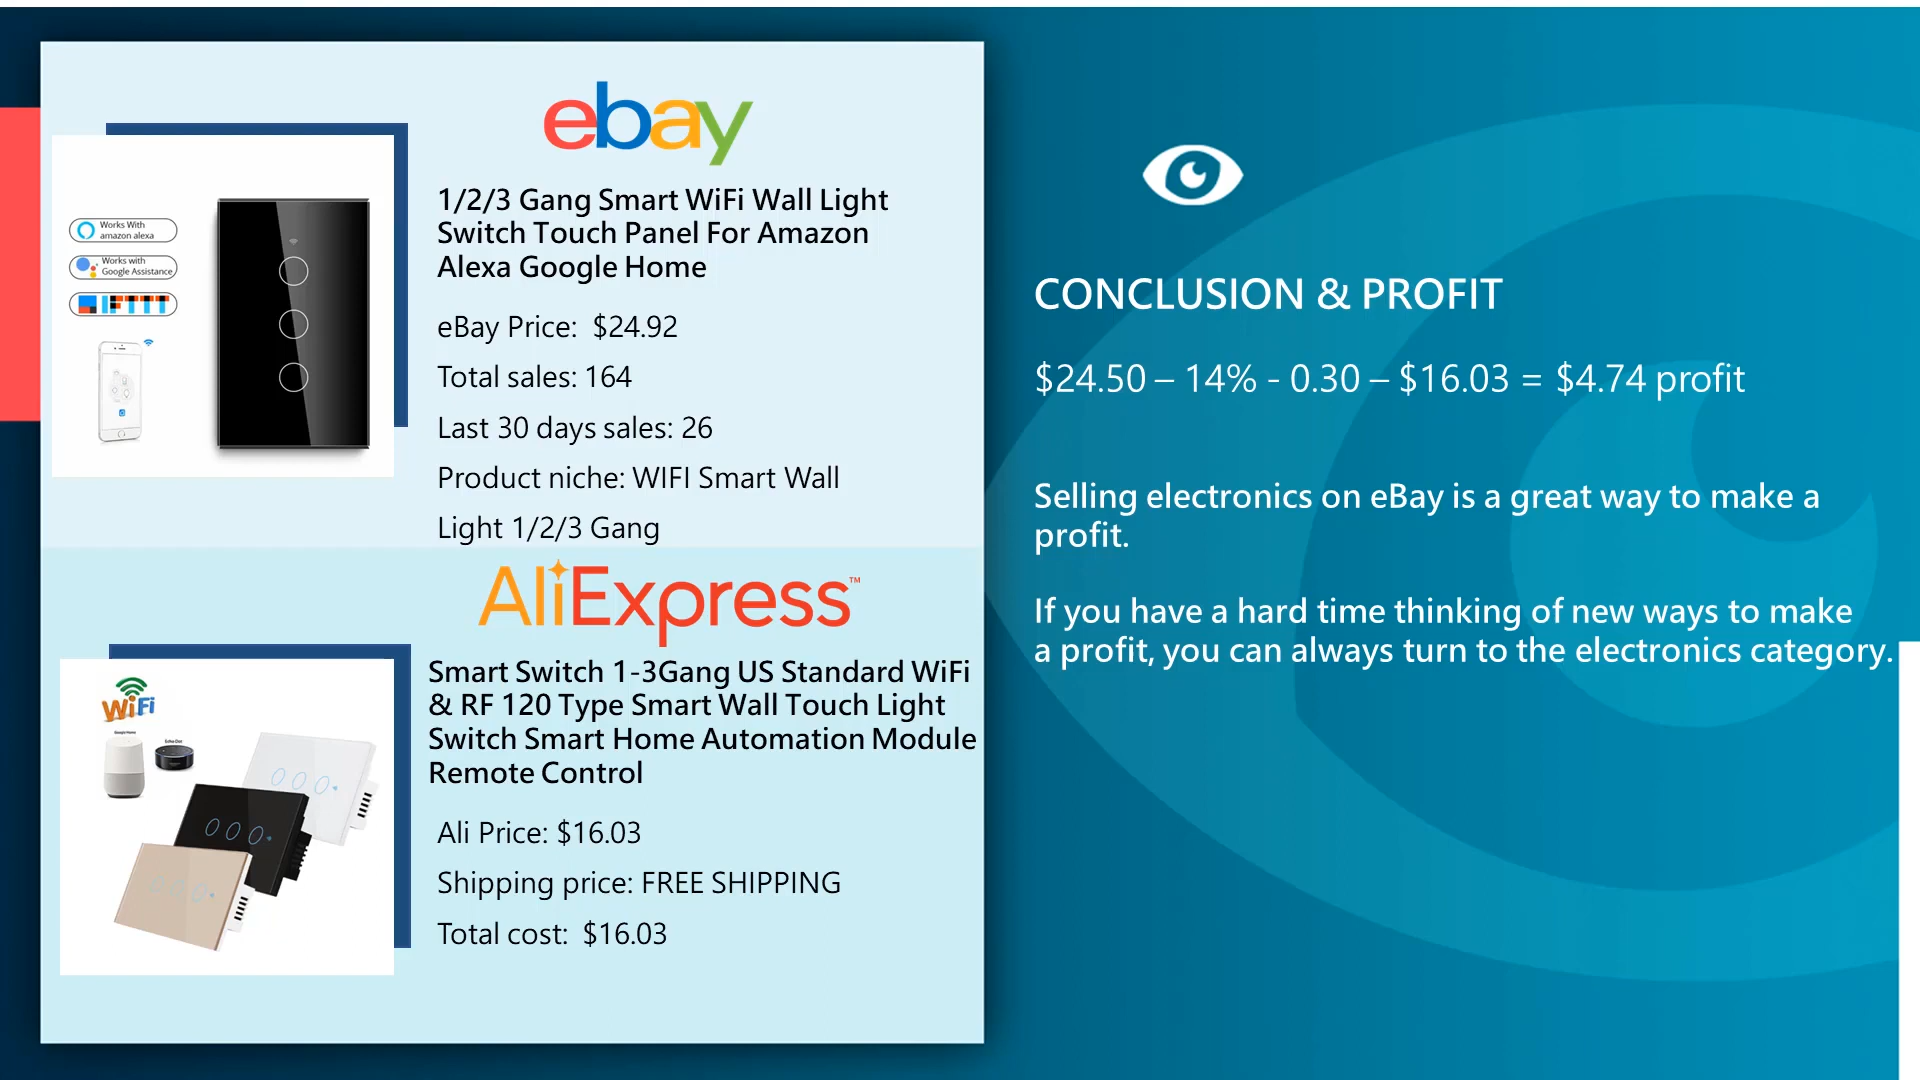 ebay
1/2/3 Gang Smart WiFi Wall Light
Switch Touch Panel For Amazon
Alexa Google Home
Works With
amazon alexa
Works with
Google Assistance
IFTTT
eBay Price: $24.92
Total sales: 164
Last 30 days sales: 26
Product niche: WIFI Smart Wall
Light 1/2/3 Gang
AliExpress™
Smart Switch 1-3Gang US Standard WiFi
& RF 120 Type Smart Wall Touch Light
Switch Smart Home Automation Module
Remote Control
WiFi
Google Home
Echo Dot
Ali Price: $16.03
Shipping price: FREE SHIPPING
Total cost: $16.03
CONCLUSION & PROFIT
$24.50 – 14% - 0.30 – $16.03 = $4.74 profit
Selling electronics on eBay is a great way to make a
profit.
If you have a hard time thinking of new ways to make
a profit, you can always turn to the electronics category.